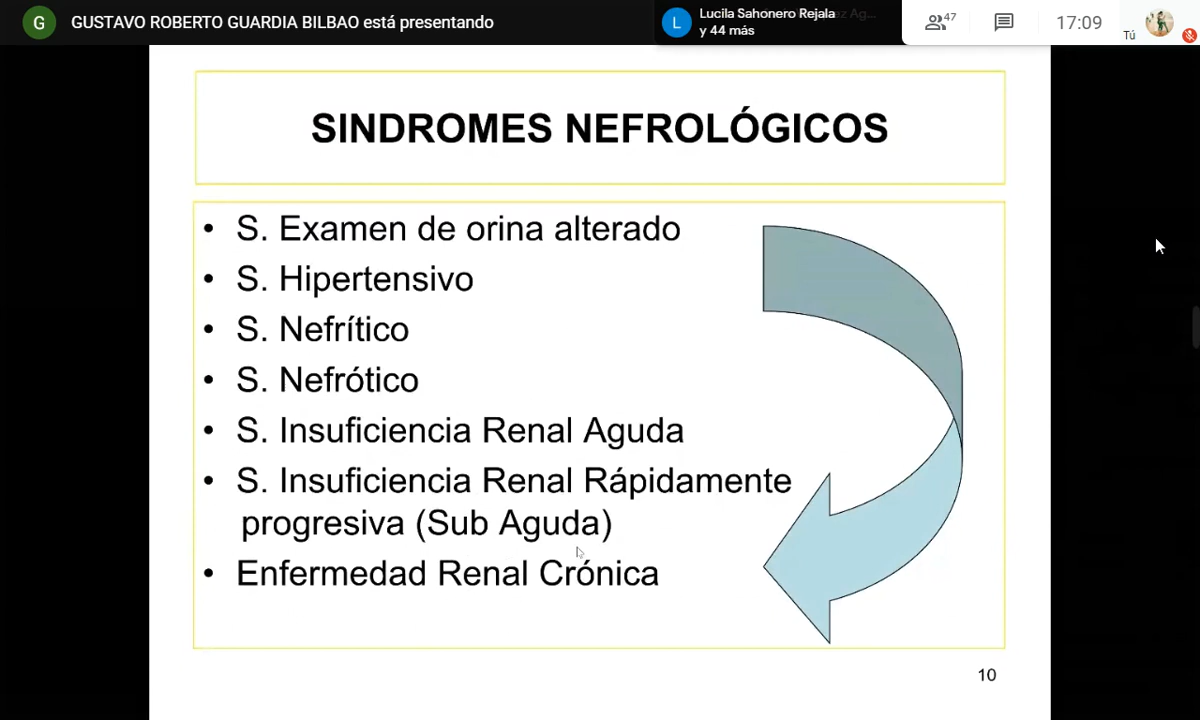 G GUSTAVO ROBERTO GUARDIA BILBAO está presentando
L Lucila Sahonero Rejala
y 44 más
47
17:09
Tú
SINDROMES NEFROLÓGICOS
• S. Examen de orina alterado
• S. Hipertensivo
• S. Nefrítico
• S. Nefrótico
• S. Insuficiencia Renal Aguda
• S. Insuficiencia Renal Rápidamente
progresiva (Sub Aguda)
• Enfermedad Renal Crónica
10